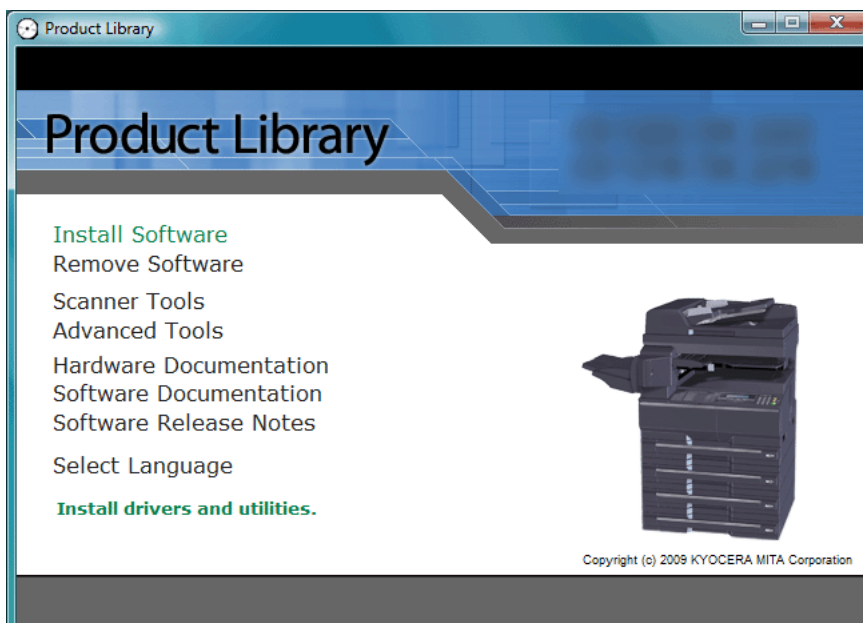 Product Library
Product Library
Install Software
Remove Software
Scanner Tools
Advanced Tools
Hardware Documentation
Software Documentation
Software Release Notes
Select Language
Install drivers and utilities.
Copyright (c) 2009 KYOCERA MITA Corporation